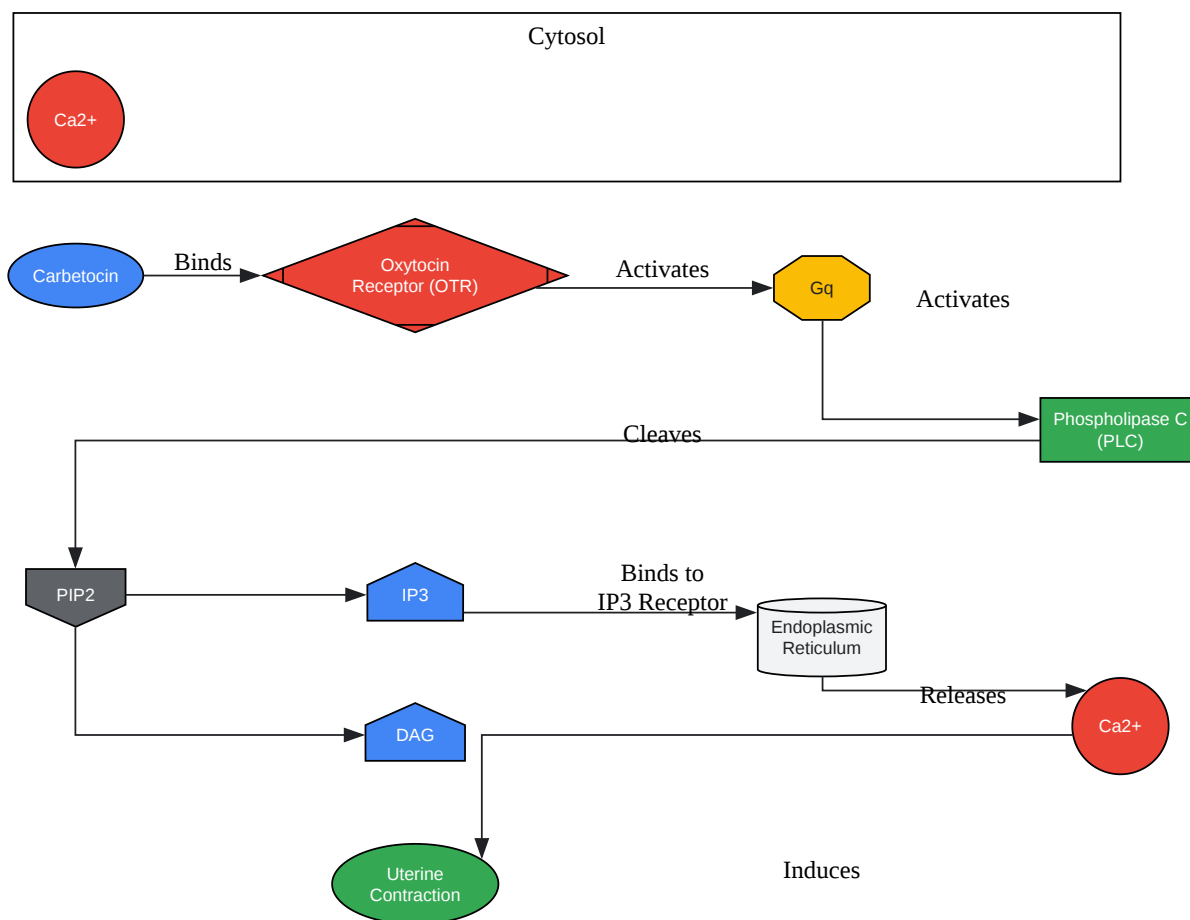 Cytosol
Ca2+
Carbetocin
Binds
Oxytocin
Receptor (OTR)
Activates
Gq
Activates
Phospholipase C
(PLC)
Cleaves
PIP2
IP3
Binds to
IP3 Receptor
Endoplasmic
Reticulum
Releases
Ca2+
DAG
Uterine
Contraction
Induces